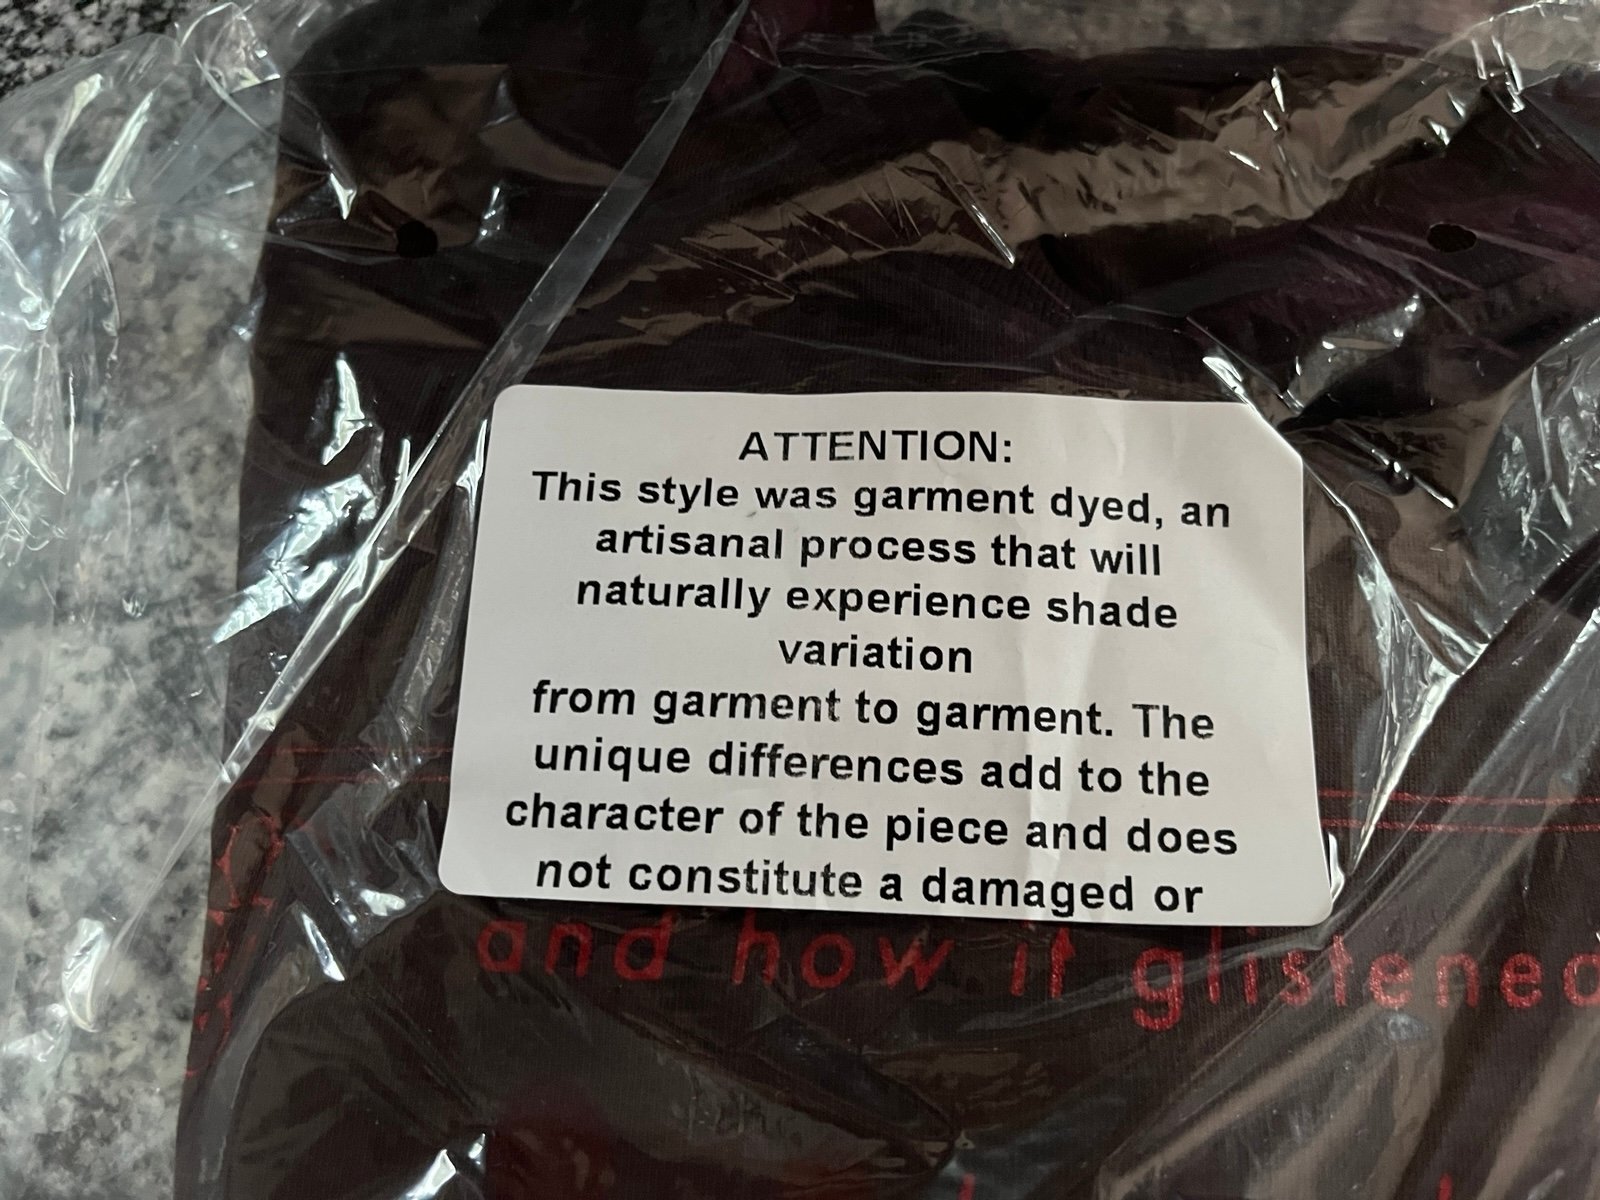 ATTENTION:
This style was garment dyed, an
artisanal process that will
naturally experience shade
variation
from garment to garment. The
unique differences add to the
character of the piece and does
not constitute a damaged or
and how it glistened